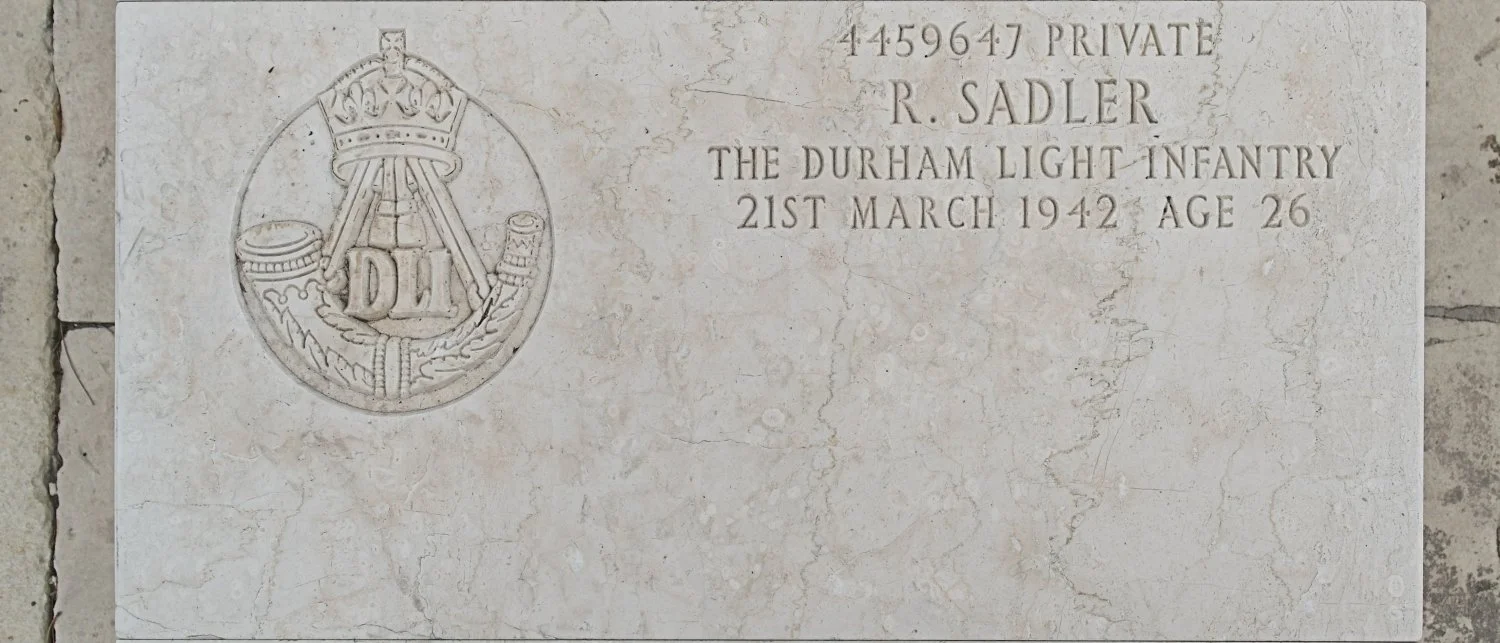 4459647 PRIVATE
R. SADLER
THE DURHAM LIGHT INFANTRY
21ST MARCH 1942 AGE 26
DLI